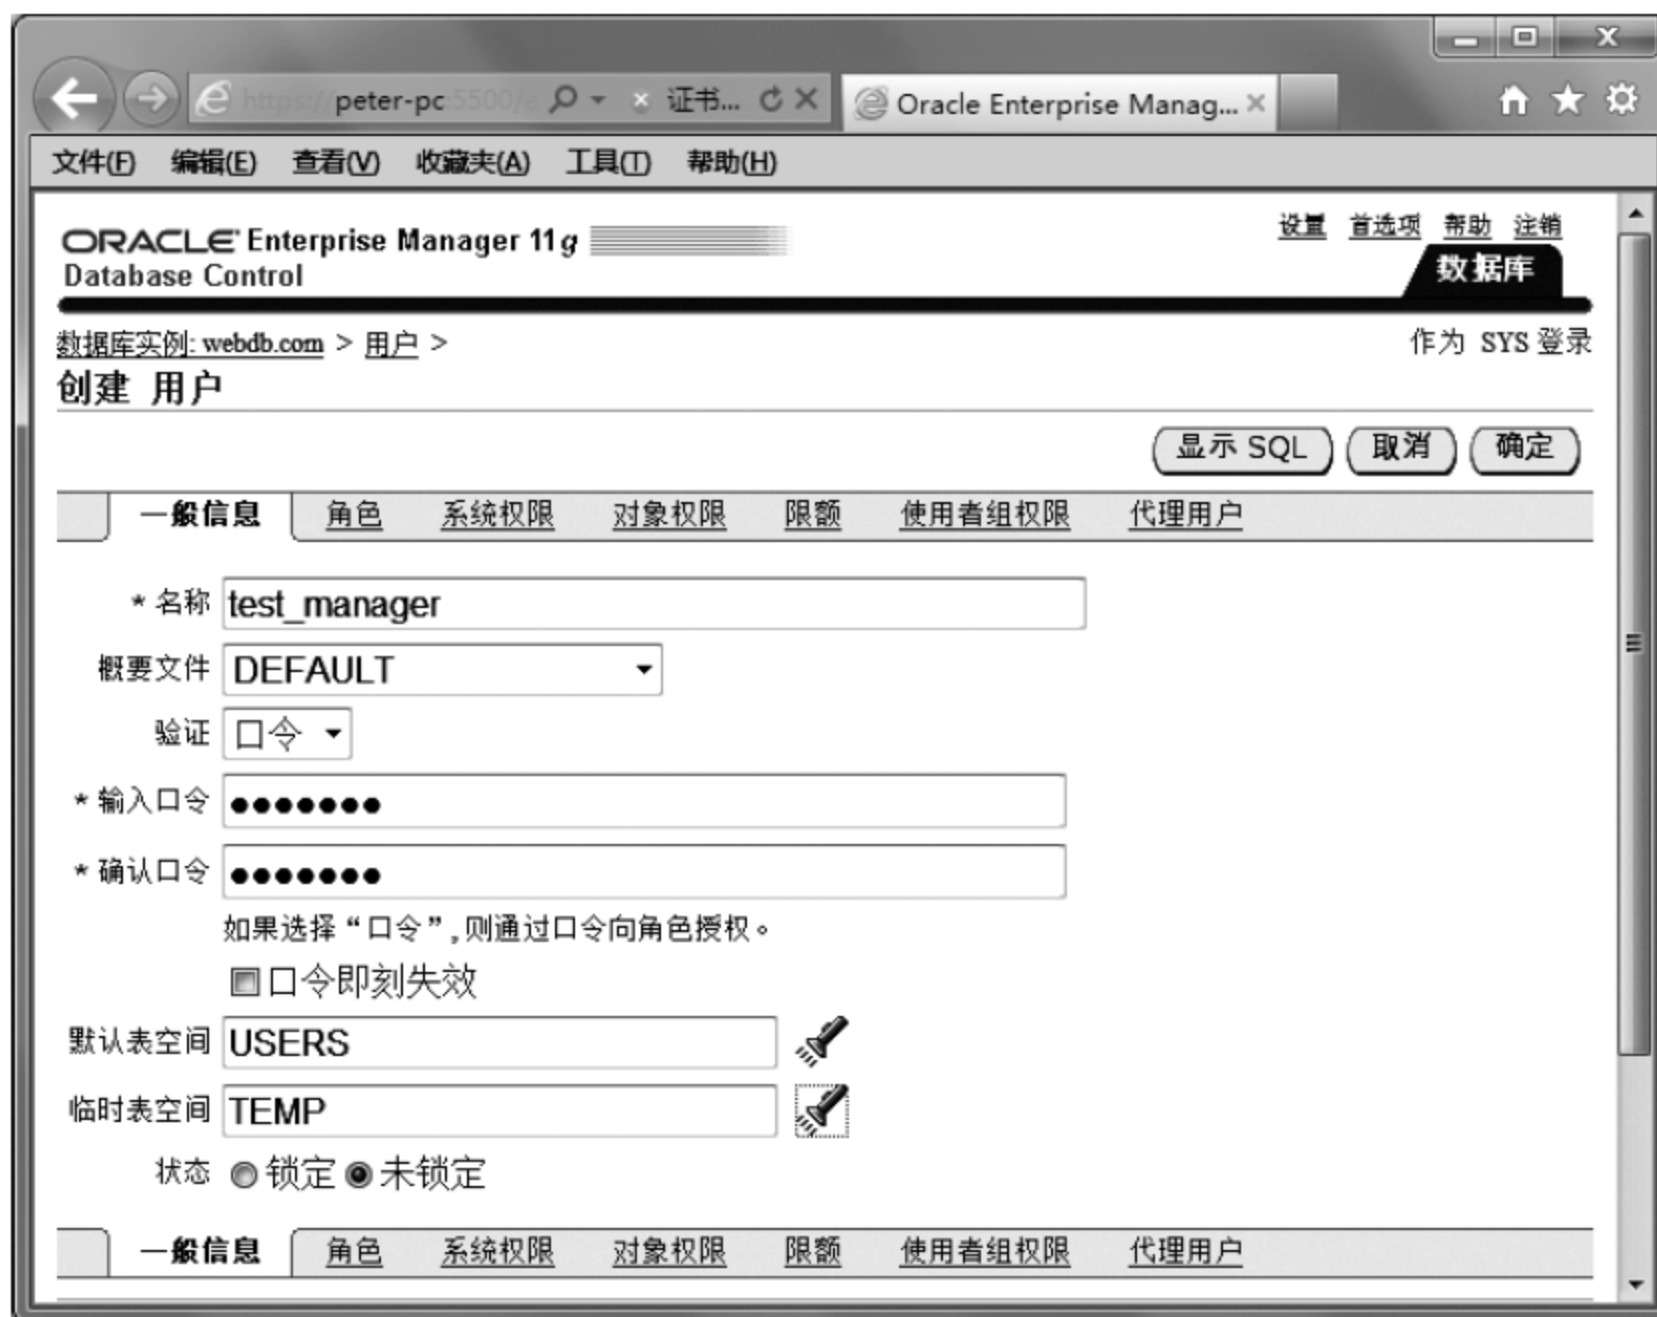 https://peter-pc:5500/e 证书... Oracle Enterprise Manag...
文件(F) 编辑(E) 查看(V) 收藏夹(A) 工具(T) 帮助(H)
设置 首选项 帮助 注销
ORACLE Enterprise Manager 11g
Database Control
数据库
数据库实例: webdb.com > 用户 >
作为 SYS 登录
创建 用户
显示 SQL 取消 确定
一般信息 角色 系统权限 对象权限 限额 使用者组权限 代理用户
* 名称 test_manager
概要文件 DEFAULT
验证 口令
* 输入口令 ●●●●●●●
* 确认口令 ●●●●●●●
如果选择“口令”,则通过口令向角色授权。
口令即刻失效
默认表空间 USERS
临时表空间 TEMP
状态 锁定 未锁定
一般信息 角色 系统权限 对象权限 限额 使用者组权限 代理用户